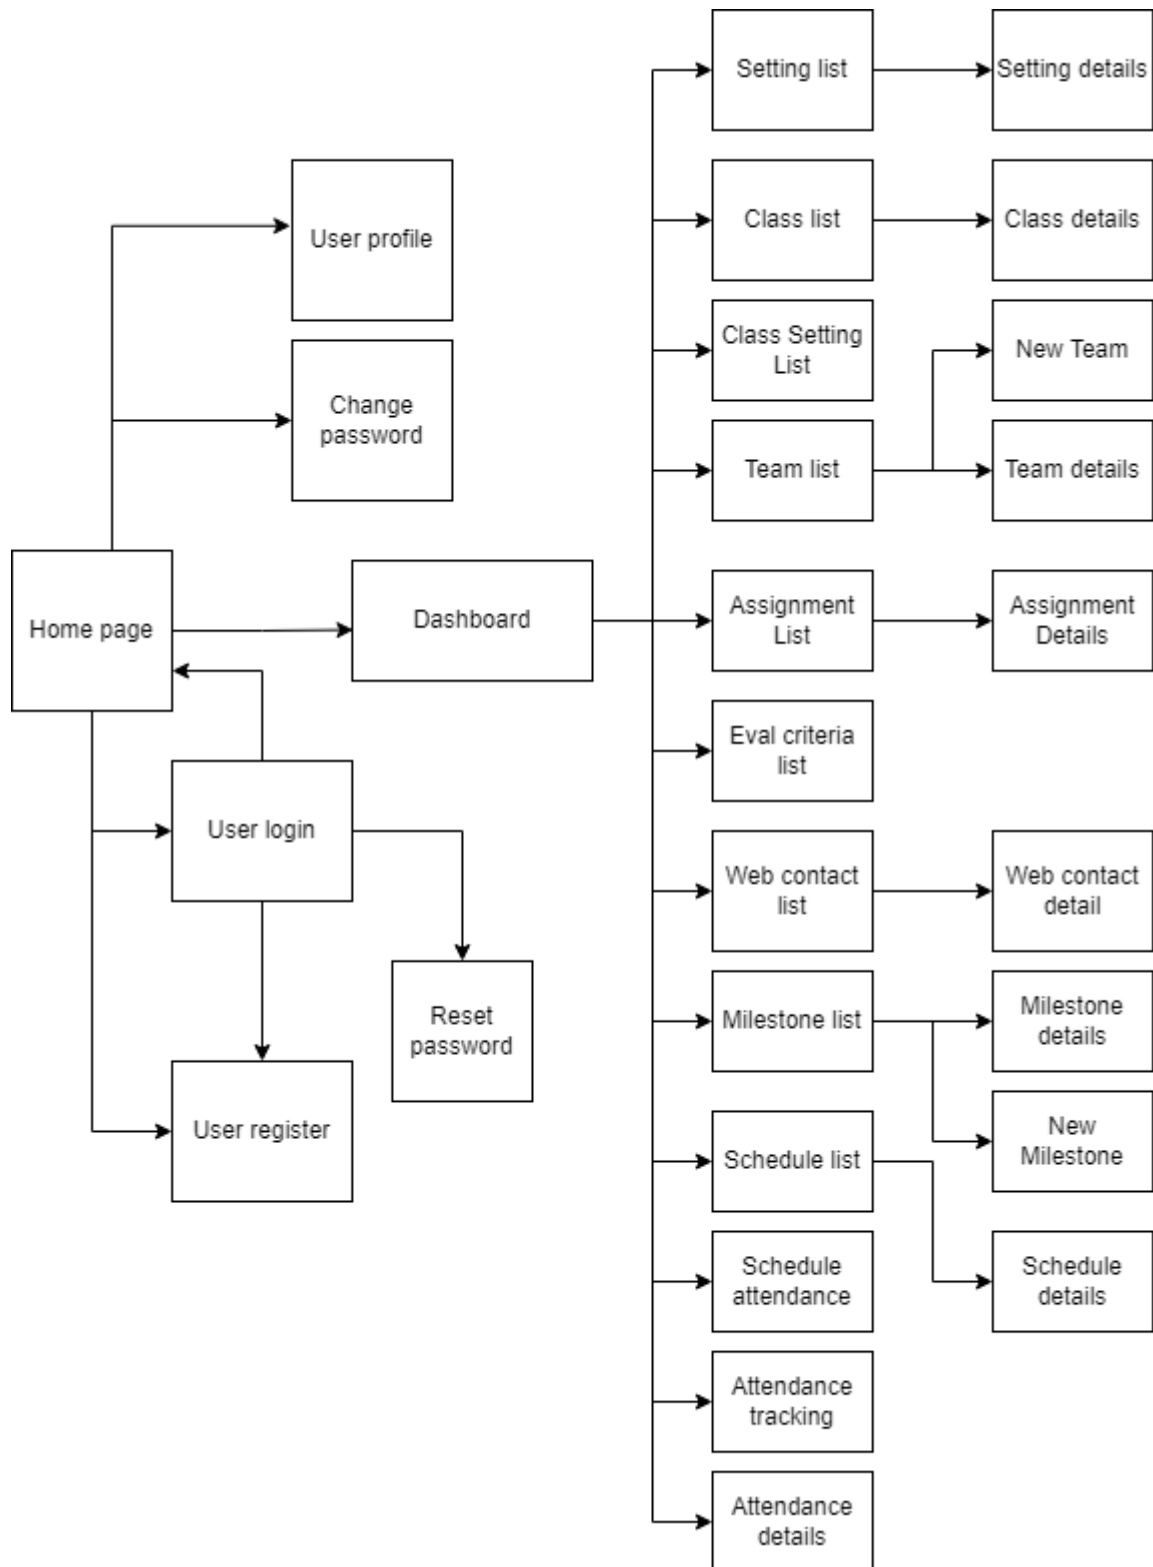 Setting list
Setting details
User profile
Class list
Class details
Change
password
Class Setting
List
New Team
Team list
Team details
Home page
Dashboard
Assignment
List
Assignment
Details
Eval criteria
list
User login
Web contact
list
Web contact
detail
Reset
password
Milestone list
Milestone
details
User register
New
Milestone
Schedule list
Schedule
attendance
Schedule
details
Attendance
tracking
Attendance
details